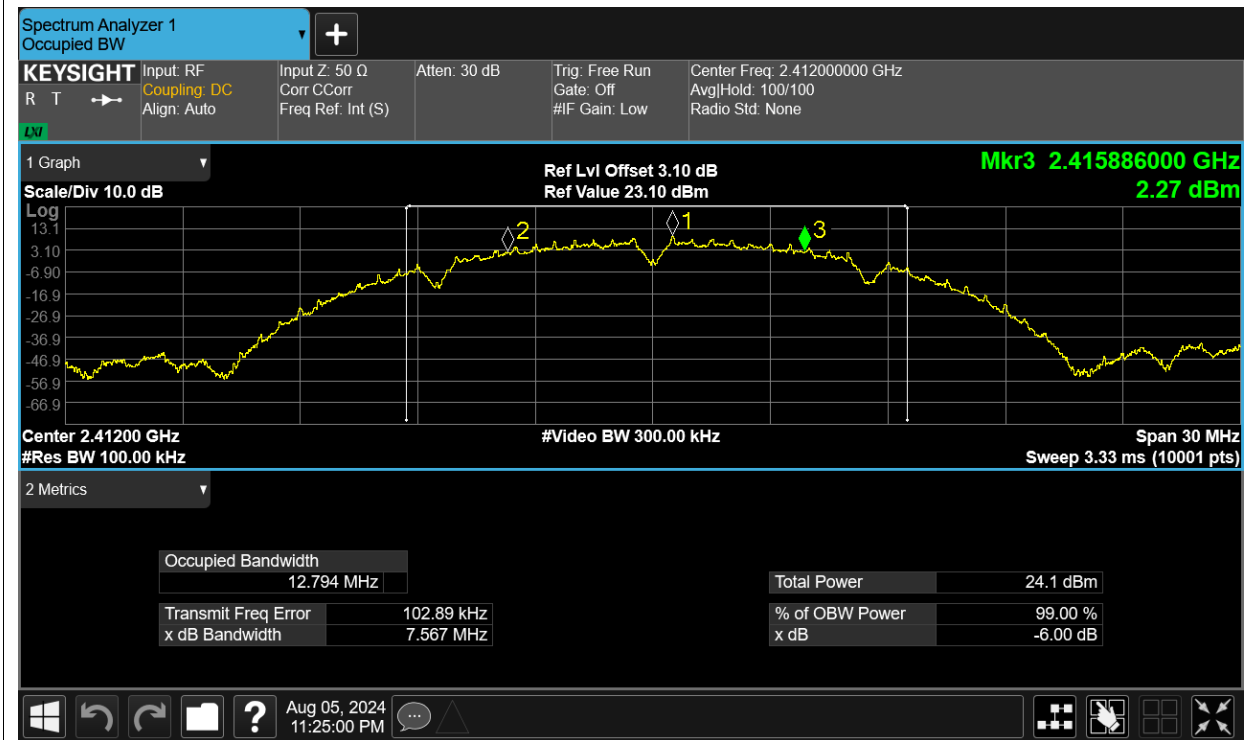 Spectrum Analyzer 1
Occupied BW
+
KEYSIGHT
R T
LXI
Input: RF
Coupling: DC
Align: Auto
Input Z: 50 Ω
Corr CCorr
Freq Ref: Int (S)
Atten: 30 dB
Trig: Free Run
Gate: Off
#IF Gain: Low
Center Freq: 2.412000000 GHz
Avg|Hold: 100/100
Radio Std: None
1 Graph
Scale/Div 10.0 dB
Ref Lvl Offset 3.10 dB
Ref Value 23.10 dBm
Mkr3 2.415886000 GHz
2.27 dBm
Log
13.1
3.10
-6.90
-16.9
-26.9
-36.9
-46.9
-56.9
-66.9
2
1
3
Center 2.41200 GHz
#Video BW 300.00 kHz
Span 30 MHz
#Res BW 100.00 kHz
Sweep 3.33 ms (10001 pts)
2 Metrics
Occupied Bandwidth
12.794 MHz
Total Power 24.1 dBm
Transmit Freq Error 102.89 kHz
% of OBW Power 99.00 %
x dB Bandwidth 7.567 MHz
x dB -6.00 dB
?
Aug 05, 2024
11:25:00 PM